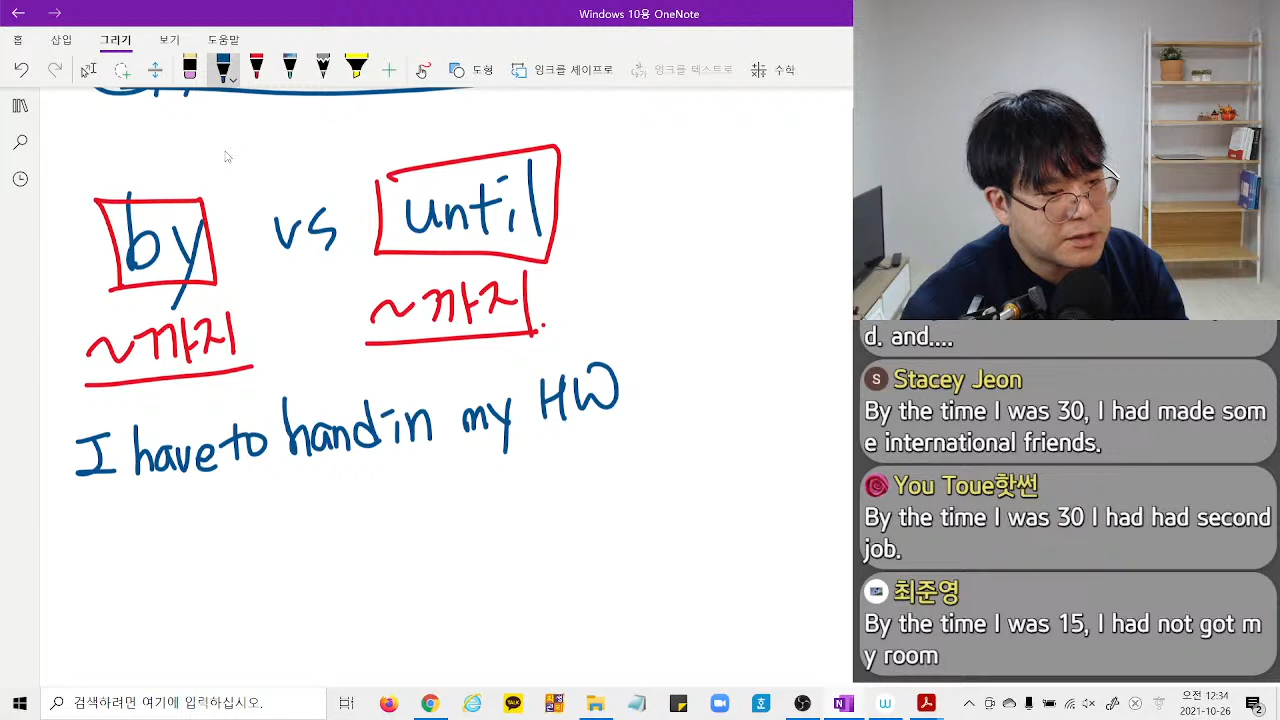 Windows 10용 OneNote
홈 삽입 그리기 보기 도움말
도형 잉크를 셰이프로 잉크를 텍스트로 수학
by vs until
~까지 ~까지.
I have to hand in my HW
d. and....
S Stacey Jeon
By the time I was 30, I had made som
e international friends.
You Toue핫썬
By the time I was 30 I had had second
job.
최준영
By the time I was 15, I had not got m
y room
검색하려면 여기에 입력하십시오.
TALK
오전 7:34
2021-10-26
2